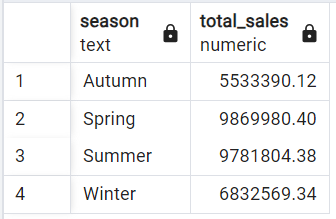 season total_sales
text numeric
1 Autumn 5533390.12
2 Spring 9869980.40
3 Summer 9781804.38
4 Winter 6832569.34